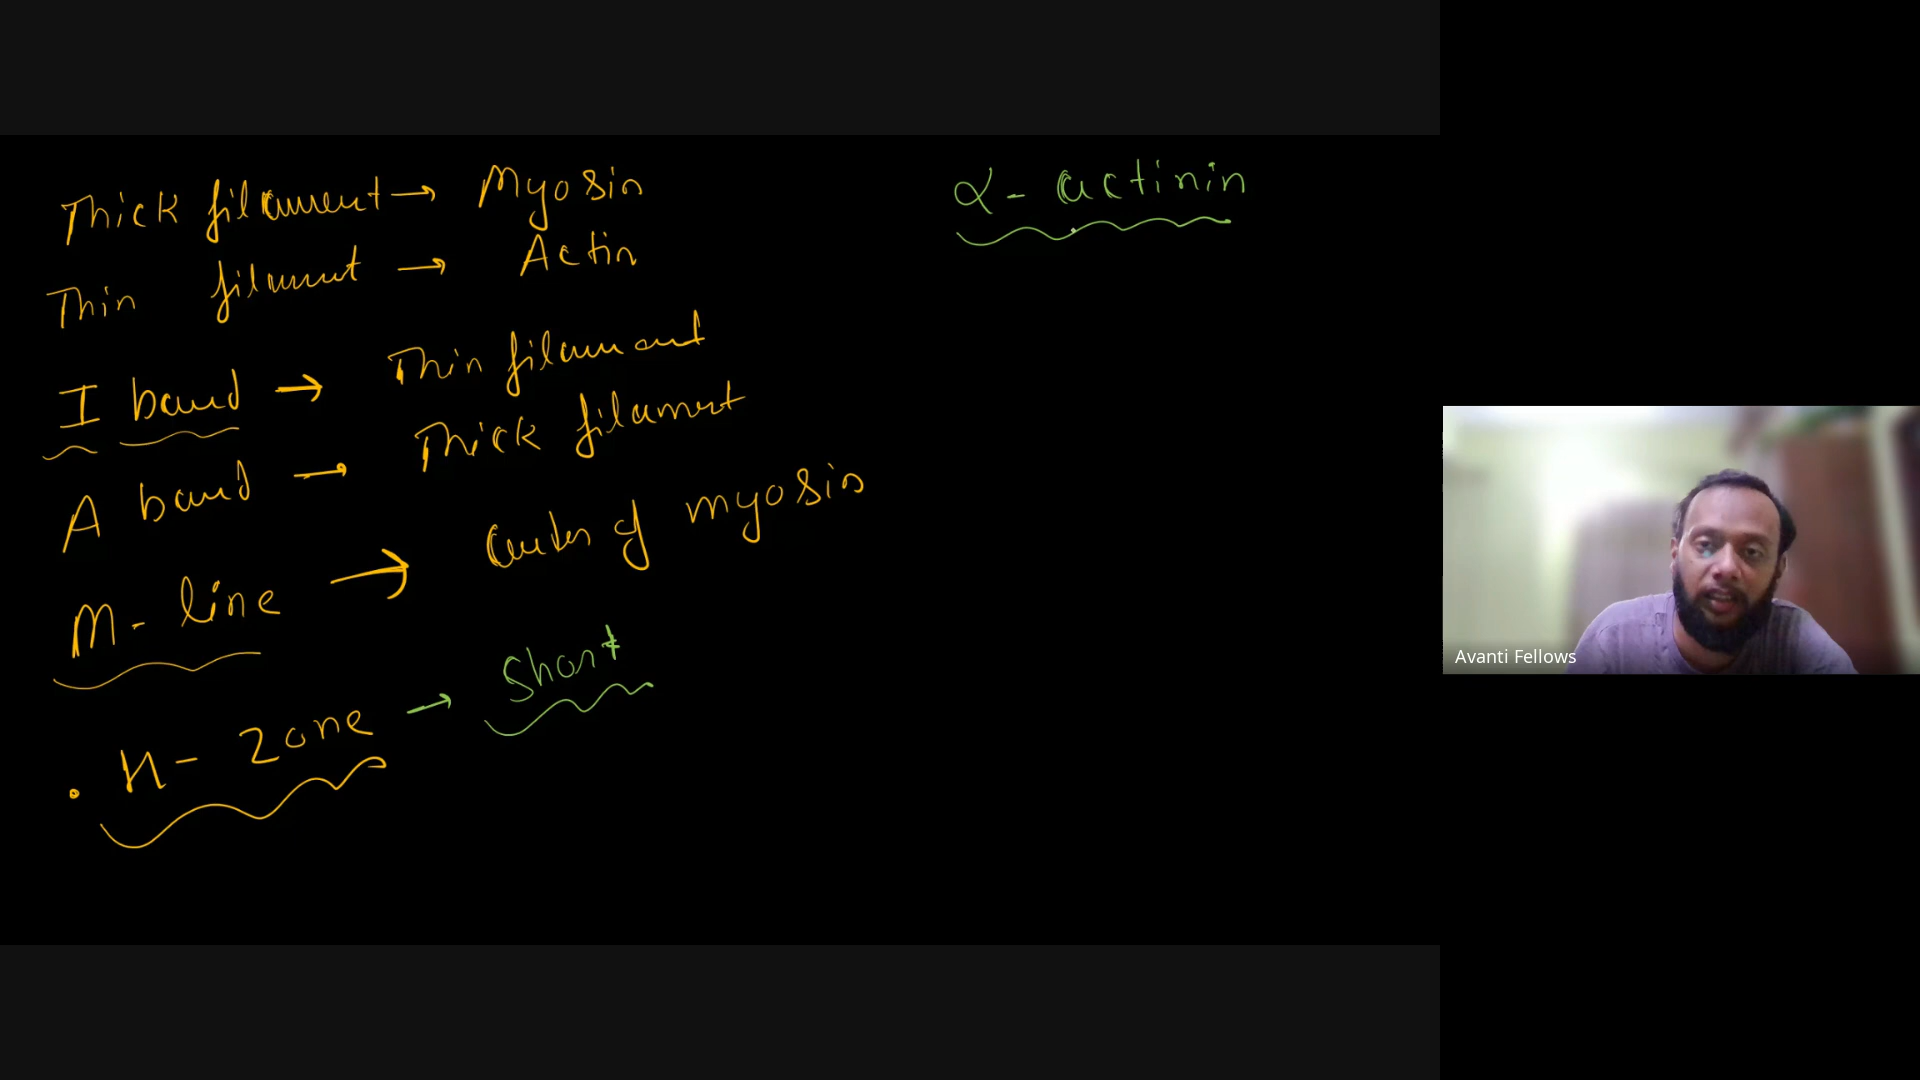 Thick filament → Myosin
Thin filament → Actin
I band → Thin filament
A band → Thick filament
M-line → Center of myosin
• H-Zone → Short
α-actinin
Avanti Fellows